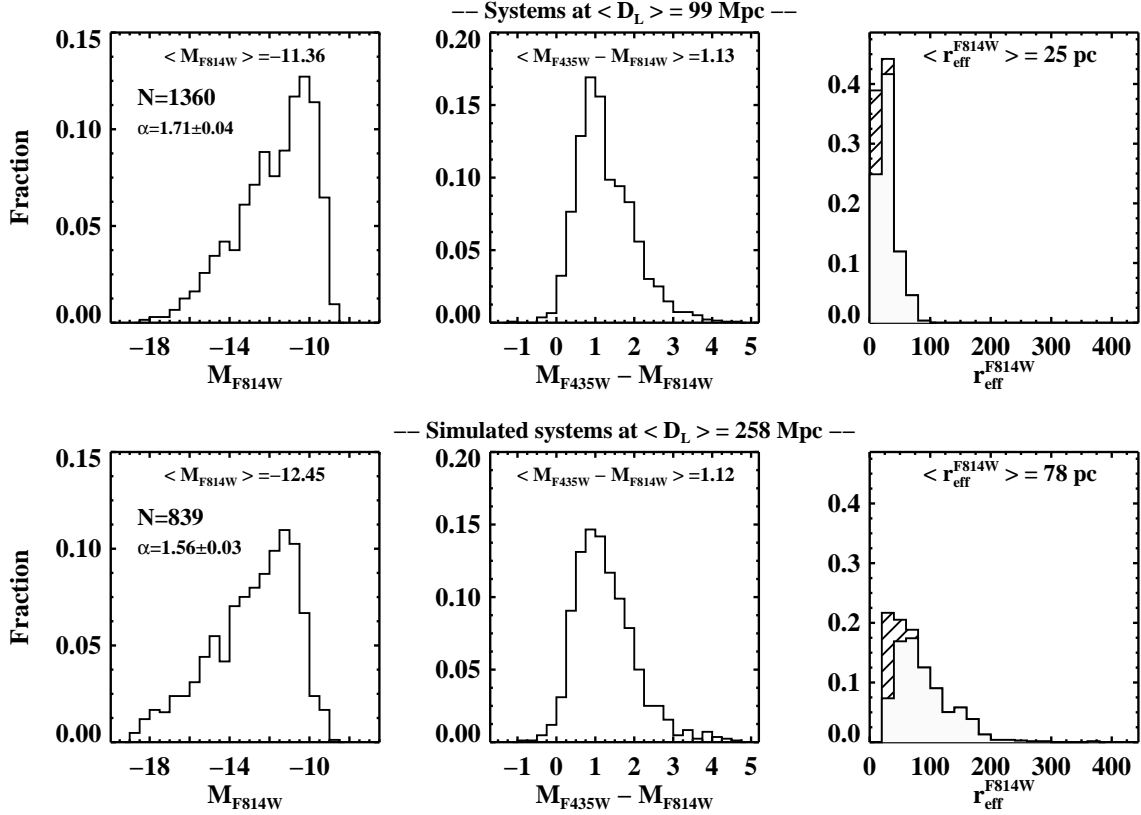 -- Systems at < D_L > = 99 Mpc --
0.15
0.10
0.05
0.00
Fraction
< M_F814W > =-11.36
N=1360
α=1.71±0.04
-18 -14 -10
M_F814W
0.20
0.15
0.10
0.05
0.00
< M_F435W - M_F814W > =1.13
-1 0 1 2 3 4 5
M_F435W - M_F814W
0.4
0.3
0.2
0.1
0.0
< r_eff^F814W > = 25 pc
0 100 200 300 400
r_eff^F814W
-- Simulated systems at < D_L > = 258 Mpc --
0.15
0.10
0.05
0.00
Fraction
< M_F814W > =-12.45
N=839
α=1.56±0.03
-18 -14 -10
M_F814W
0.20
0.15
0.10
0.05
0.00
< M_F435W - M_F814W > =1.12
-1 0 1 2 3 4 5
M_F435W - M_F814W
0.4
0.3
0.2
0.1
0.0
< r_eff^F814W > = 78 pc
0 100 200 300 400
r_eff^F814W